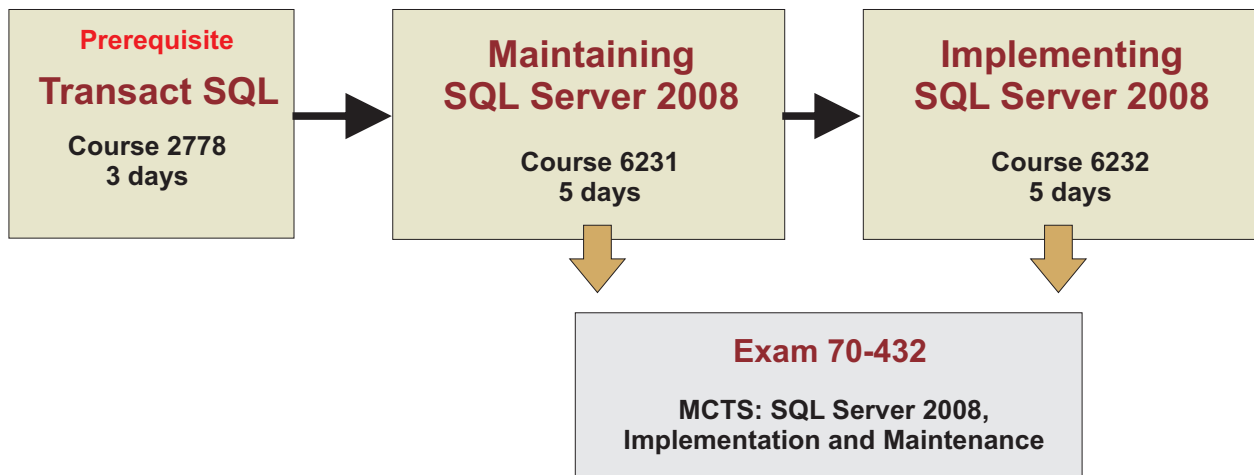 Prerequisite
Transact SQL
Course 2778
3 days
Maintaining
SQL Server 2008
Course 6231
5 days
Implementing
SQL Server 2008
Course 6232
5 days
Exam 70-432
MCTS: SQL Server 2008,
Implementation and Maintenance